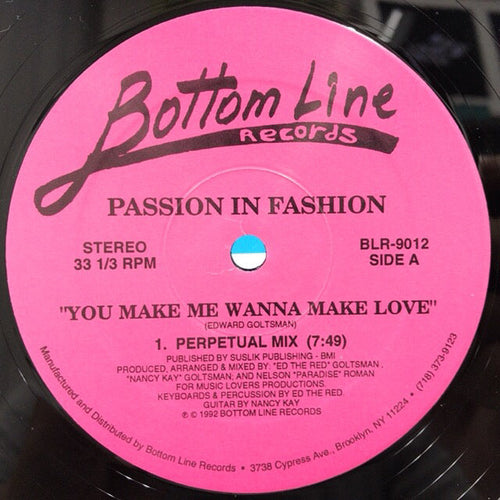 Bottom Line
Records
PASSION IN FASHION
STEREO
33 1/3 RPM
BLR-9012
SIDE A
"YOU MAKE ME WANNA MAKE LOVE"
(EDWARD GOLTSMAN)
1. PERPETUAL MIX (7:49)
PUBLISHED BY SUSLIK PUBLISHING - BMI
PRODUCED, ARRANGED & MIXED BY: "ED THE RED" GOLTSMAN,
"NANCY KAY" GOLTSMAN; AND NELSON "PARADISE" ROMAN
FOR MUSIC LOVERS PRODUCTIONS.
KEYBOARDS & PERCUSSION BY ED THE RED.
GUITAR BY NANCY KAY
℗ © 1992 BOTTOM LINE RECORDS
Manufactured and Distributed by Bottom Line Records • 3738 Cypress Ave., Brooklyn, NY 11224 • (718) 373-9123